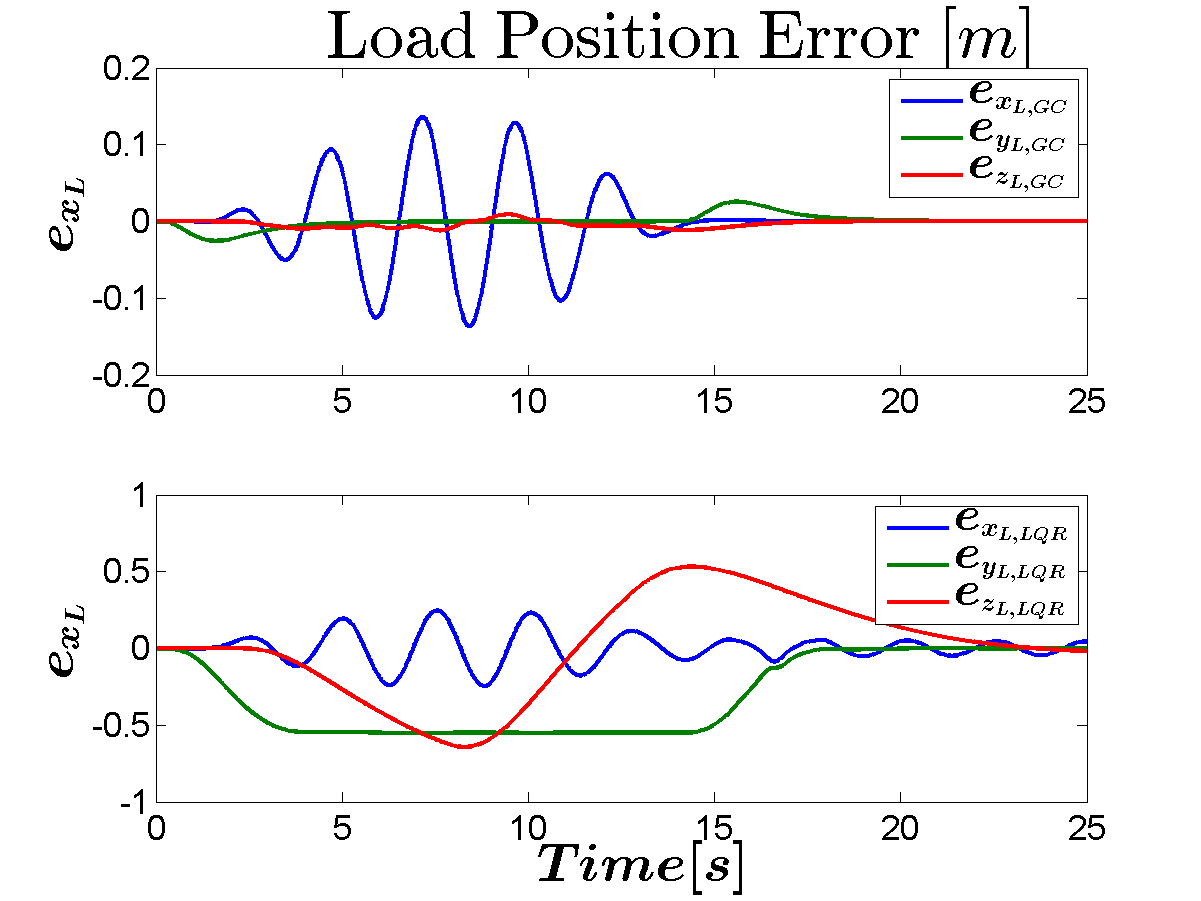 Load Position Error [m]
0.2
0.1
0
-0.1
-0.2
e_{x_L}
e_{x_{L,GC}}
e_{y_{L,GC}}
e_{z_{L,GC}}
0 5 10 15 20 25
1
0.5
0
-0.5
-1
e_{x_L}
e_{x_{L,LQR}}
e_{y_{L,LQR}}
e_{z_{L,LQR}}
0 5 10 15 20 25
Time[s]